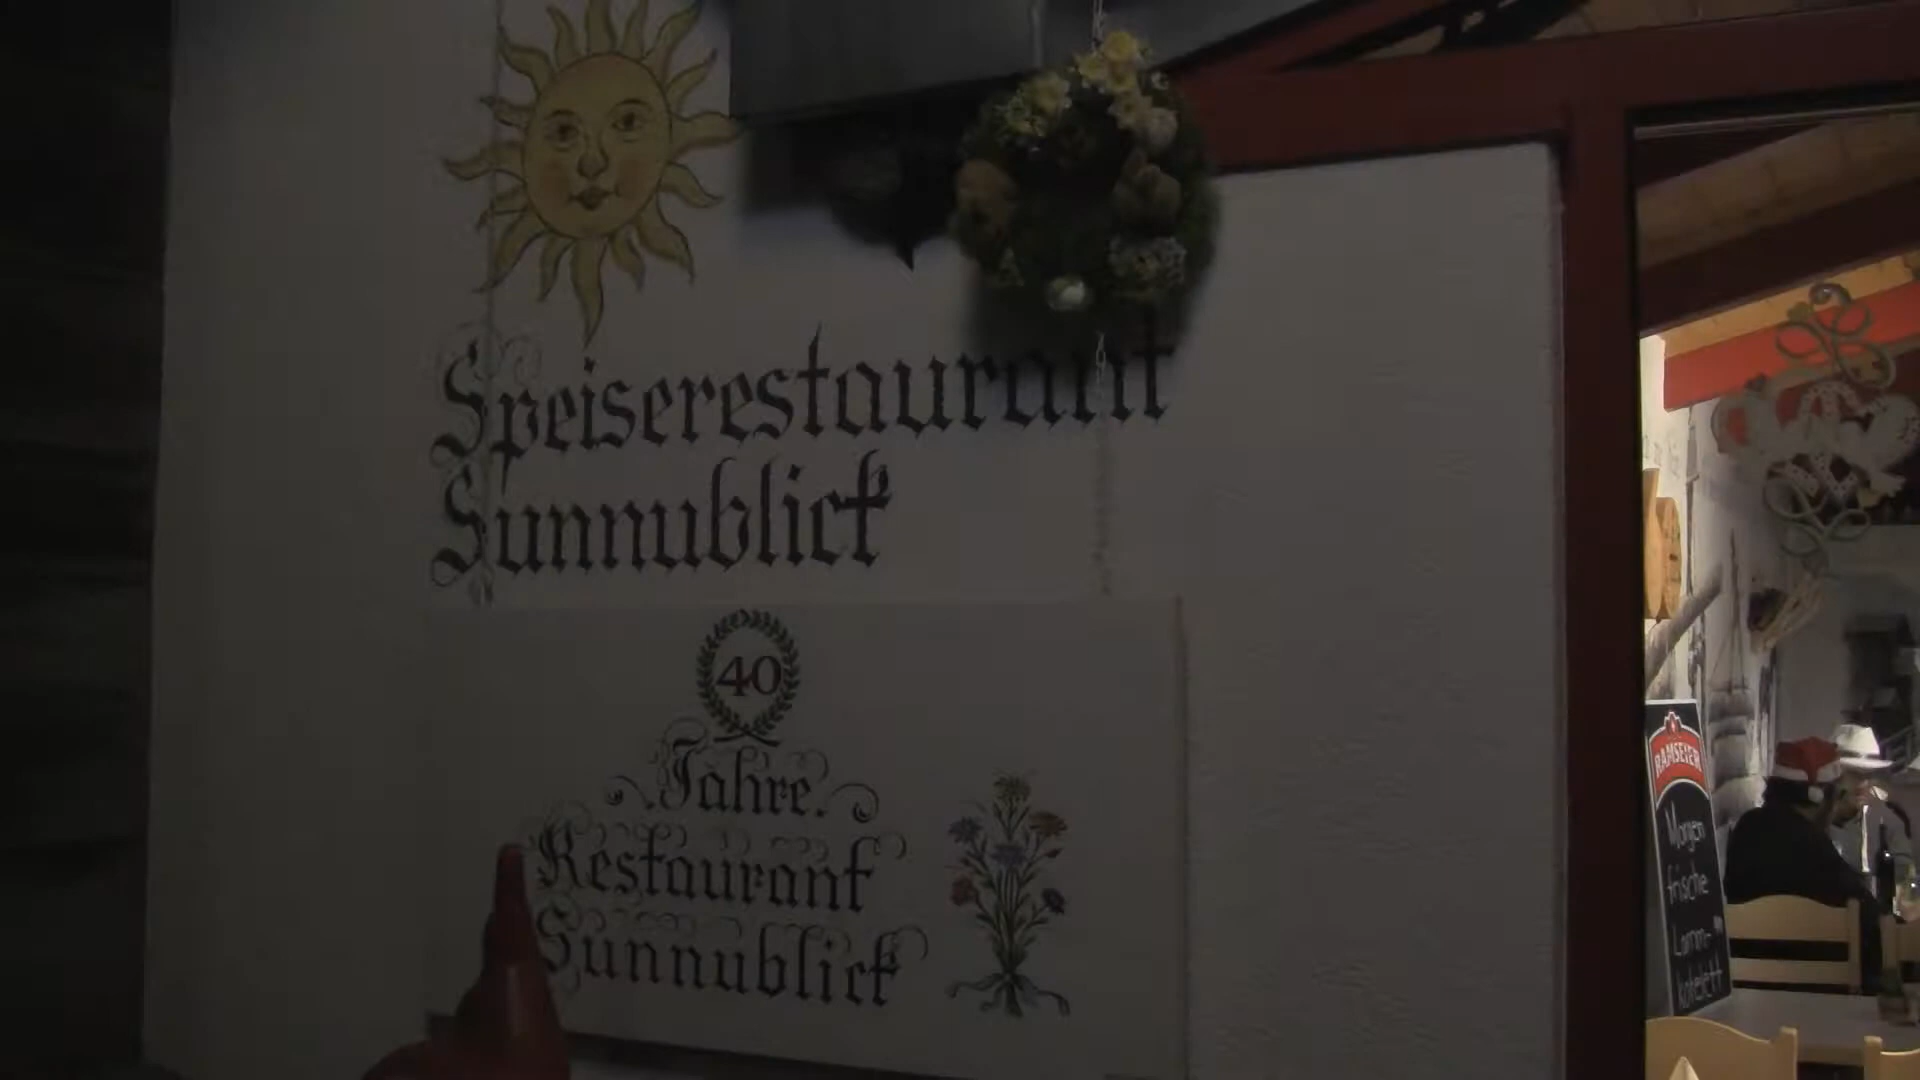 Speiserestaurant
Sunnublick
40
Jahre
Restaurant
Sunnublick
RAMSEIER
Morgen
frische
Lamm-
kotelett